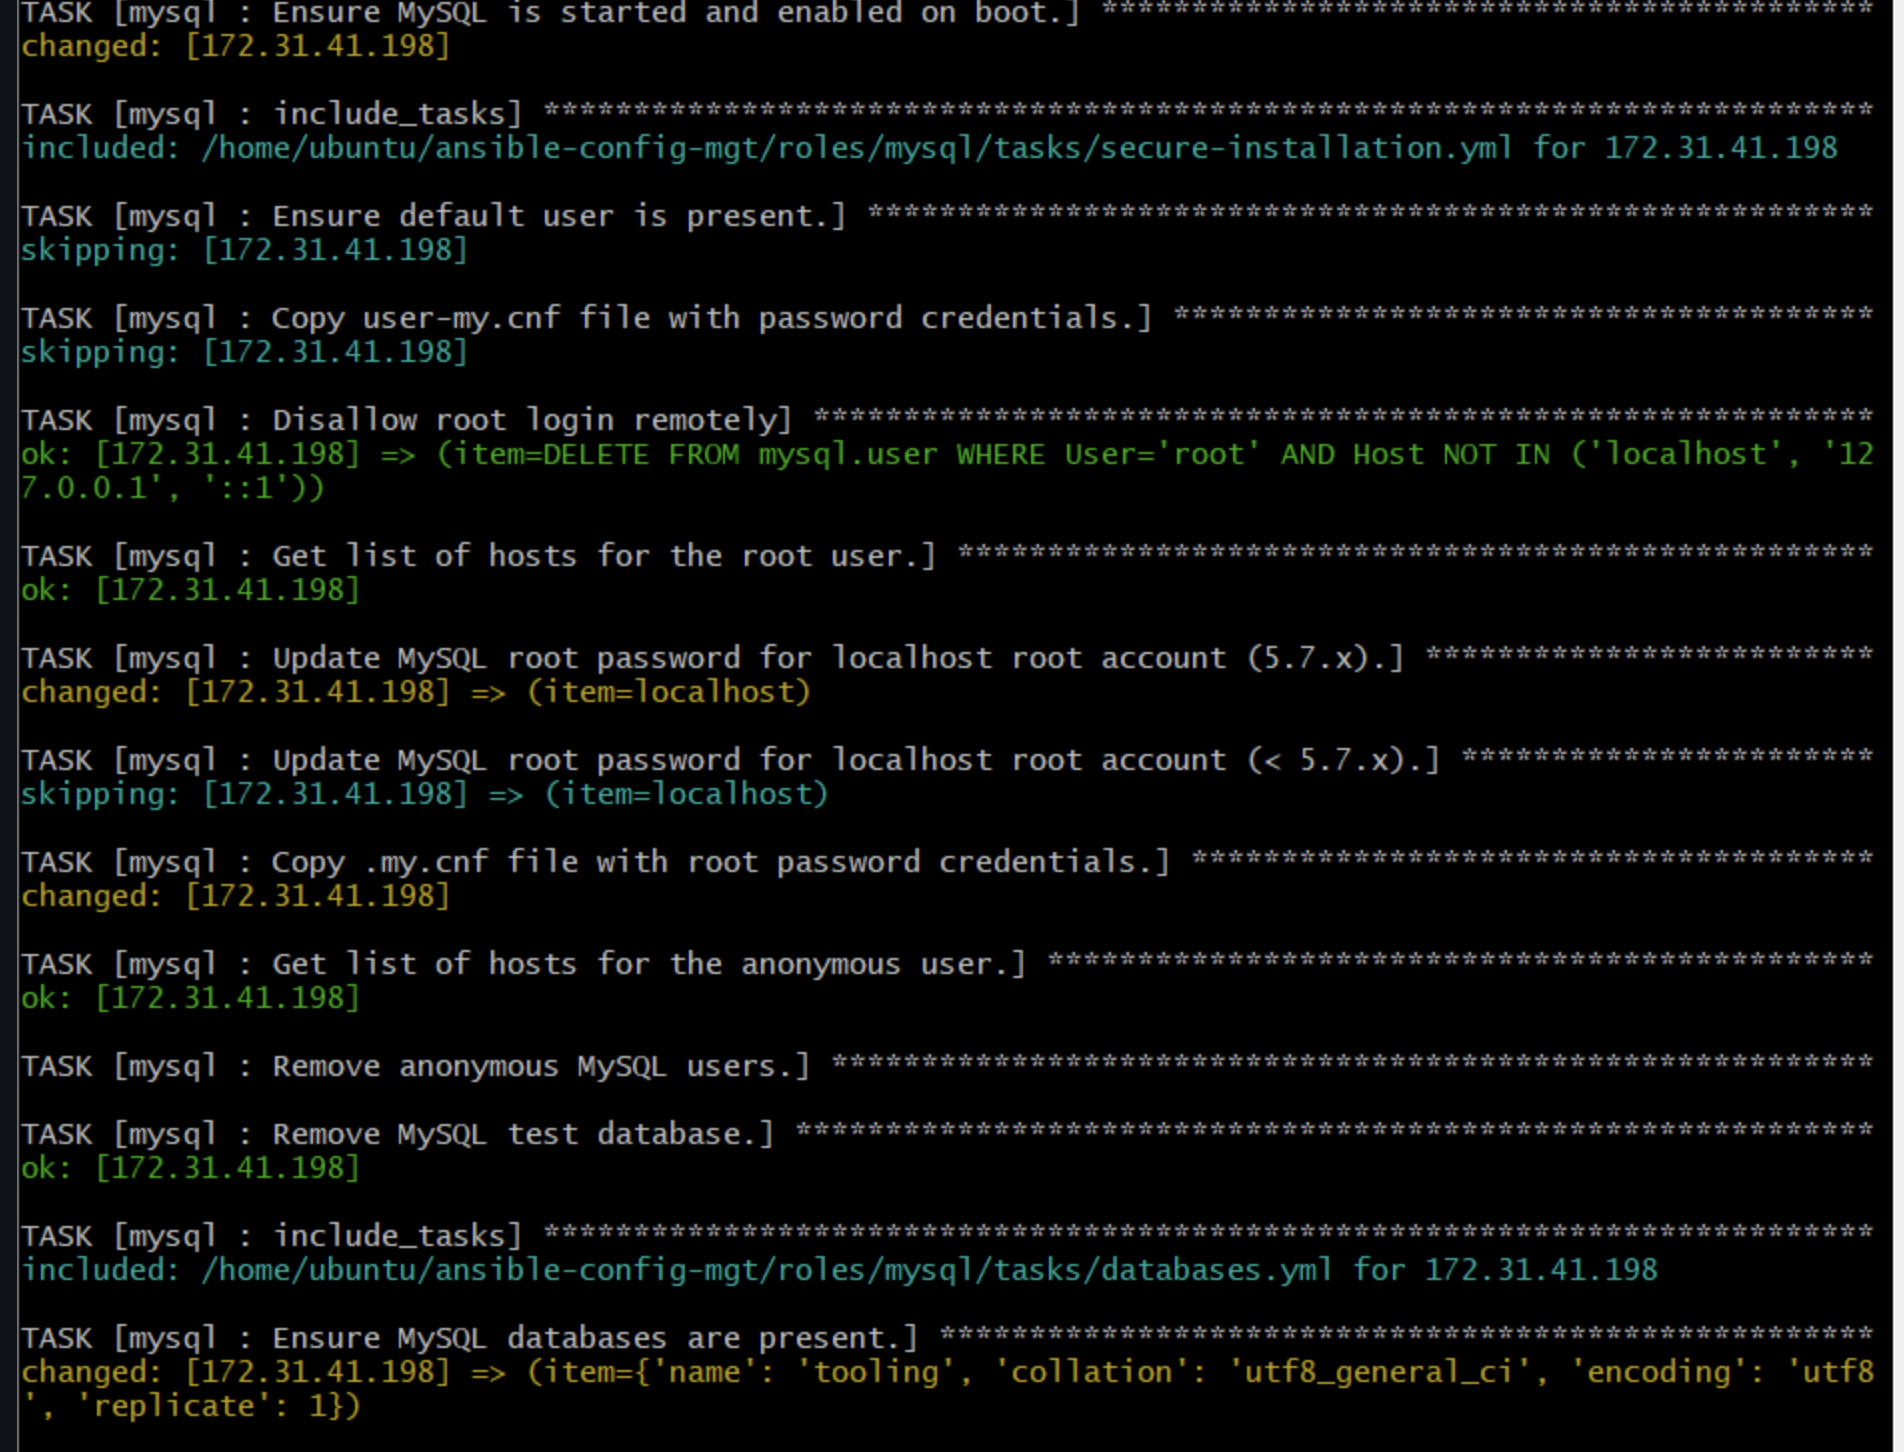 TASK [mysql : Ensure MySQL is started and enabled on boot.] *******************************************
changed: [172.31.41.198]
TASK [mysql : include_tasks] **************************************************************************
included: /home/ubuntu/ansible-config-mgt/roles/mysql/tasks/secure-installation.yml for 172.31.41.198
TASK [mysql : Ensure default user is present.] ********************************************************
skipping: [172.31.41.198]
TASK [mysql : Copy user-my.cnf file with password credentials.] ***************************************
skipping: [172.31.41.198]
TASK [mysql : Disallow root login remotely] ***********************************************************
ok: [172.31.41.198] => (item=DELETE FROM mysql.user WHERE User='root' AND Host NOT IN ('localhost', '12
7.0.0.1', '::1'))
TASK [mysql : Get list of hosts for the root user.] ***************************************************
ok: [172.31.41.198]
TASK [mysql : Update MySQL root password for localhost root account (5.7.x).] *************************
changed: [172.31.41.198] => (item=localhost)
TASK [mysql : Update MySQL root password for localhost root account (< 5.7.x).] ***********************
skipping: [172.31.41.198] => (item=localhost)
TASK [mysql : Copy .my.cnf file with root password credentials.] **************************************
changed: [172.31.41.198]
TASK [mysql : Get list of hosts for the anonymous user.] **********************************************
ok: [172.31.41.198]
TASK [mysql : Remove anonymous MySQL users.] **********************************************************
TASK [mysql : Remove MySQL test database.] ************************************************************
ok: [172.31.41.198]
TASK [mysql : include_tasks] **************************************************************************
included: /home/ubuntu/ansible-config-mgt/roles/mysql/tasks/databases.yml for 172.31.41.198
TASK [mysql : Ensure MySQL databases are present.] ****************************************************
changed: [172.31.41.198] => (item={'name': 'tooling', 'collation': 'utf8_general_ci', 'encoding': 'utf8
', 'replicate': 1})